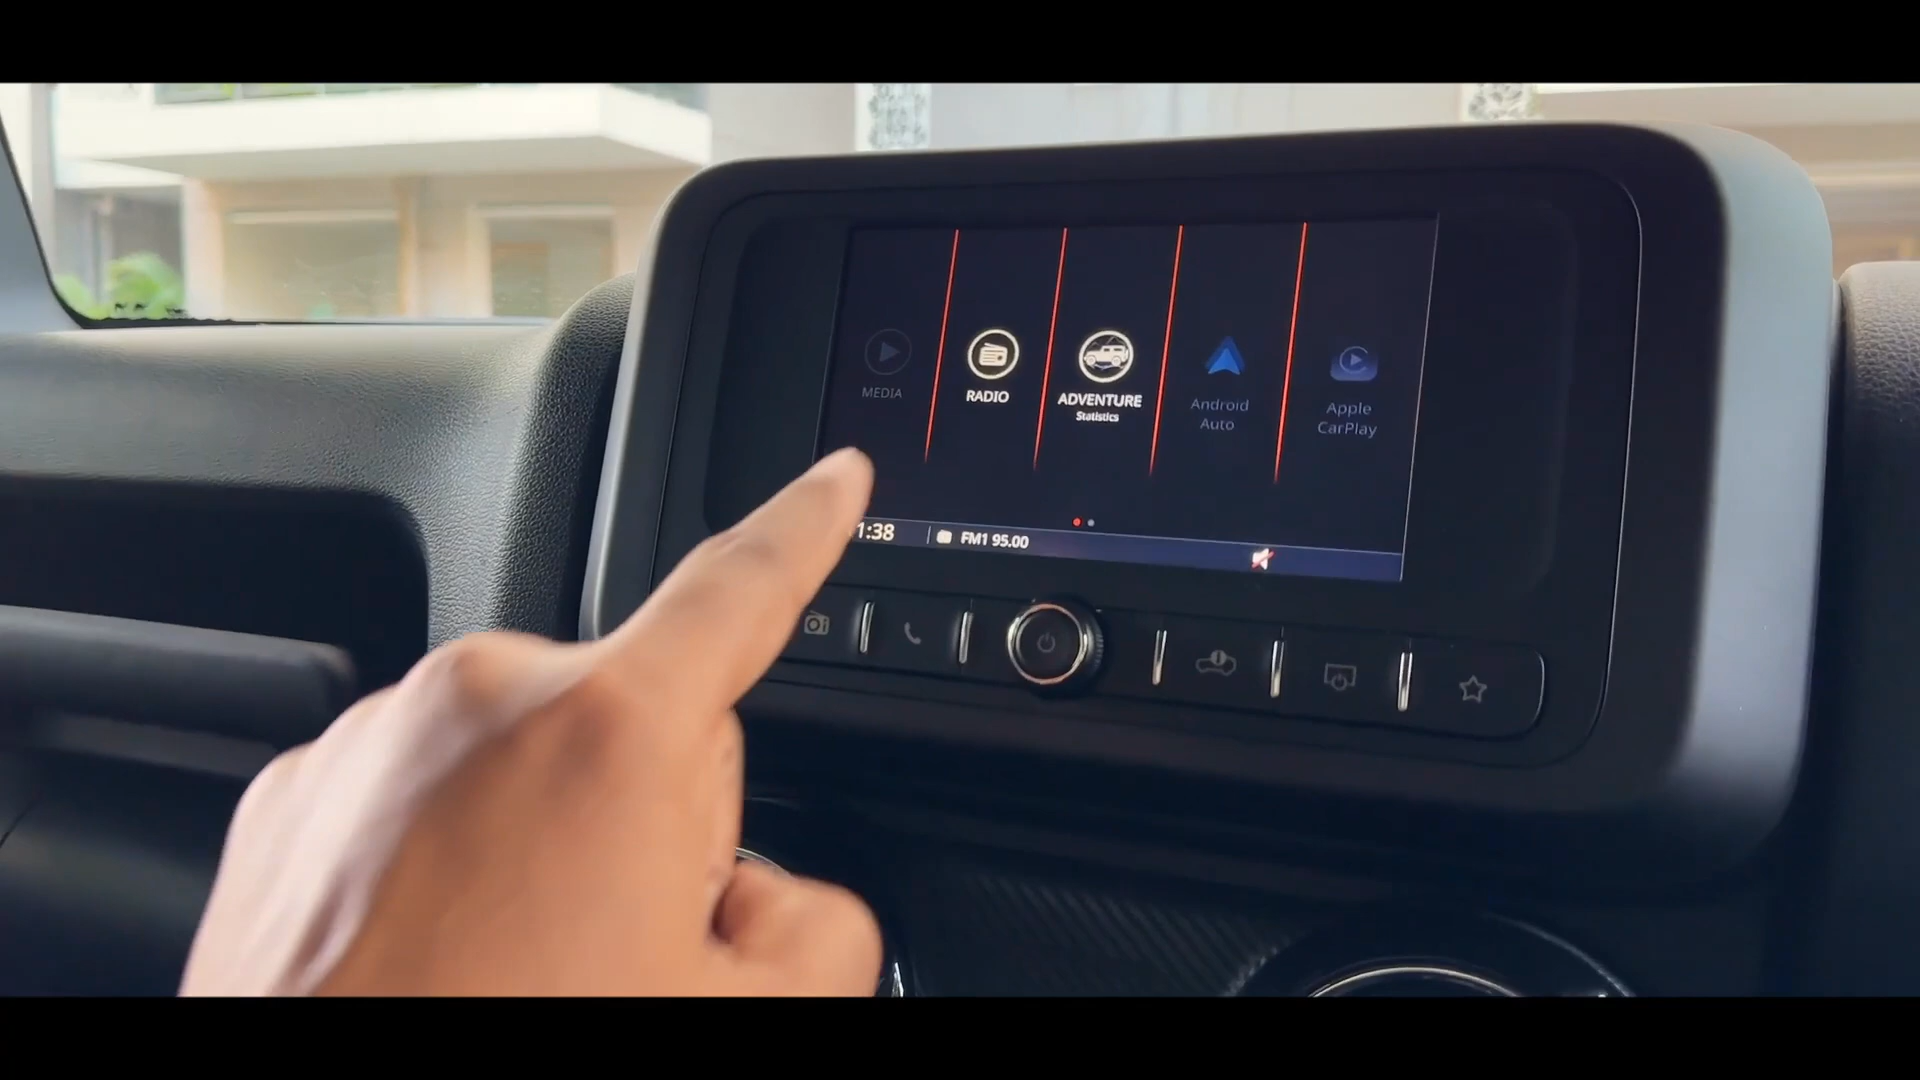 MEDIA
RADIO
ADVENTURE
Statistics
Android
Auto
Apple
CarPlay
1:38
FM1 95.00